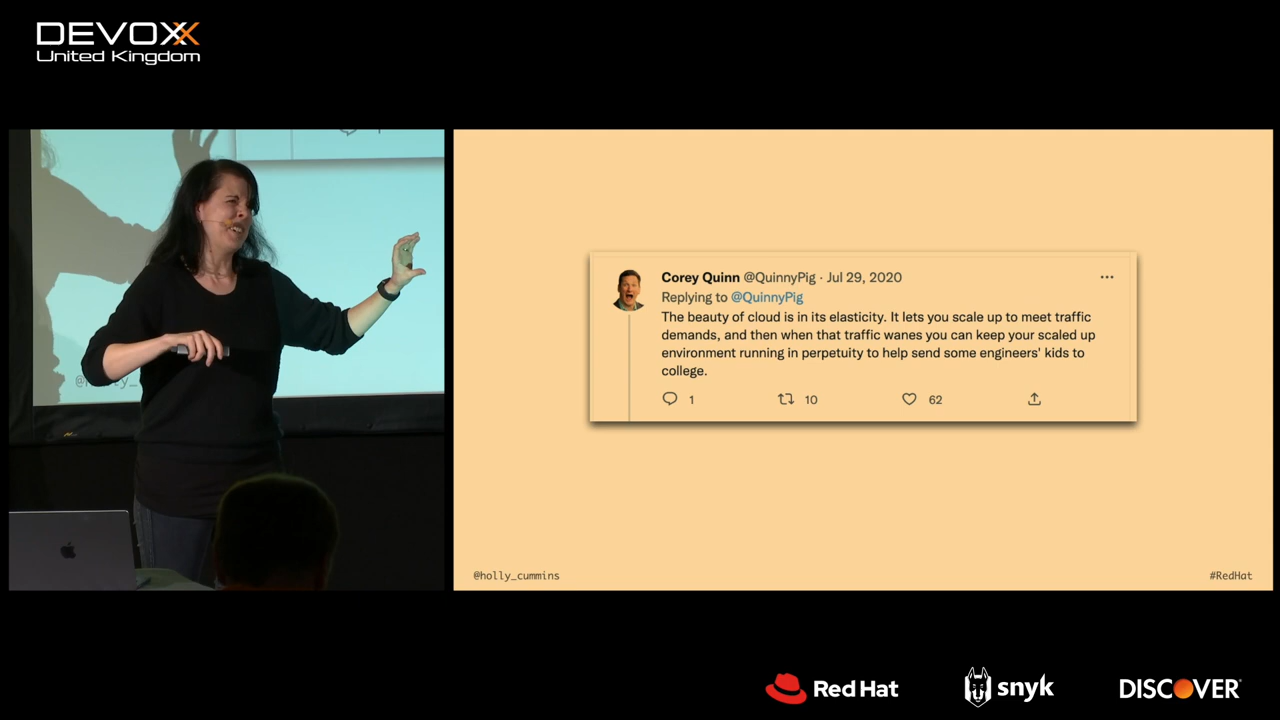 DEVOXX
United Kingdom
@holly_
Corey Quinn @QuinnyPig · Jul 29, 2020
Replying to @QuinnyPig
The beauty of cloud is in its elasticity. It lets you scale up to meet traffic
demands, and then when that traffic wanes you can keep your scaled up
environment running in perpetuity to help send some engineers' kids to
college.
1 10 62
@holly_cummins #RedHat
Red Hat snyk DISCOVER